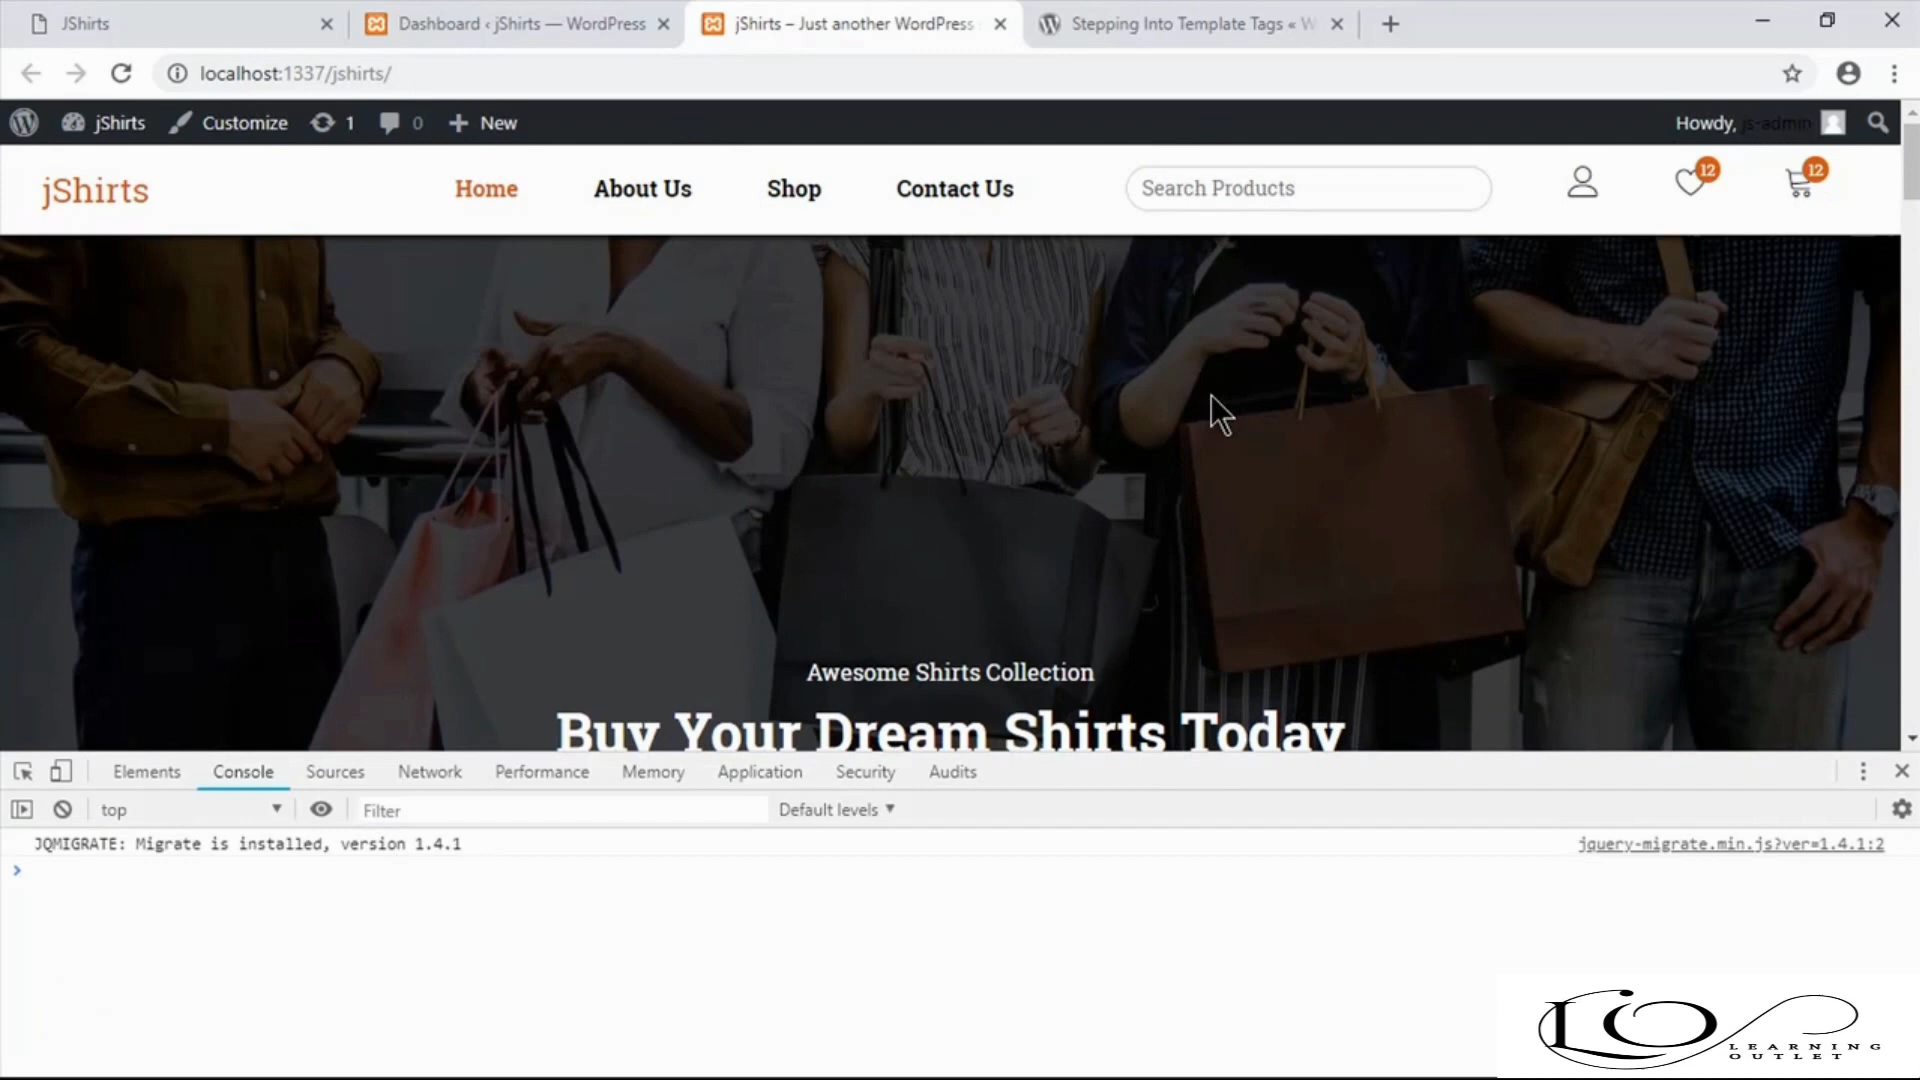 JShirts
Dashboard ‹ jShirts — WordPress
jShirts – Just another WordPress
Stepping Into Template Tags « W
localhost:1337/jshirts/
jShirts
Customize
1
0
New
Howdy, js-admin
jShirts
Home
About Us
Shop
Contact Us
Search Products
12
12
Awesome Shirts Collection
Buy Your Dream Shirts Today
Elements
Console
Sources
Network
Performance
Memory
Application
Security
Audits
top
Filter
Default levels
JQMIGRATE: Migrate is installed, version 1.4.1
jquery-migrate.min.js?ver=1.4.1:2
LO
LEARNING
OUTLET